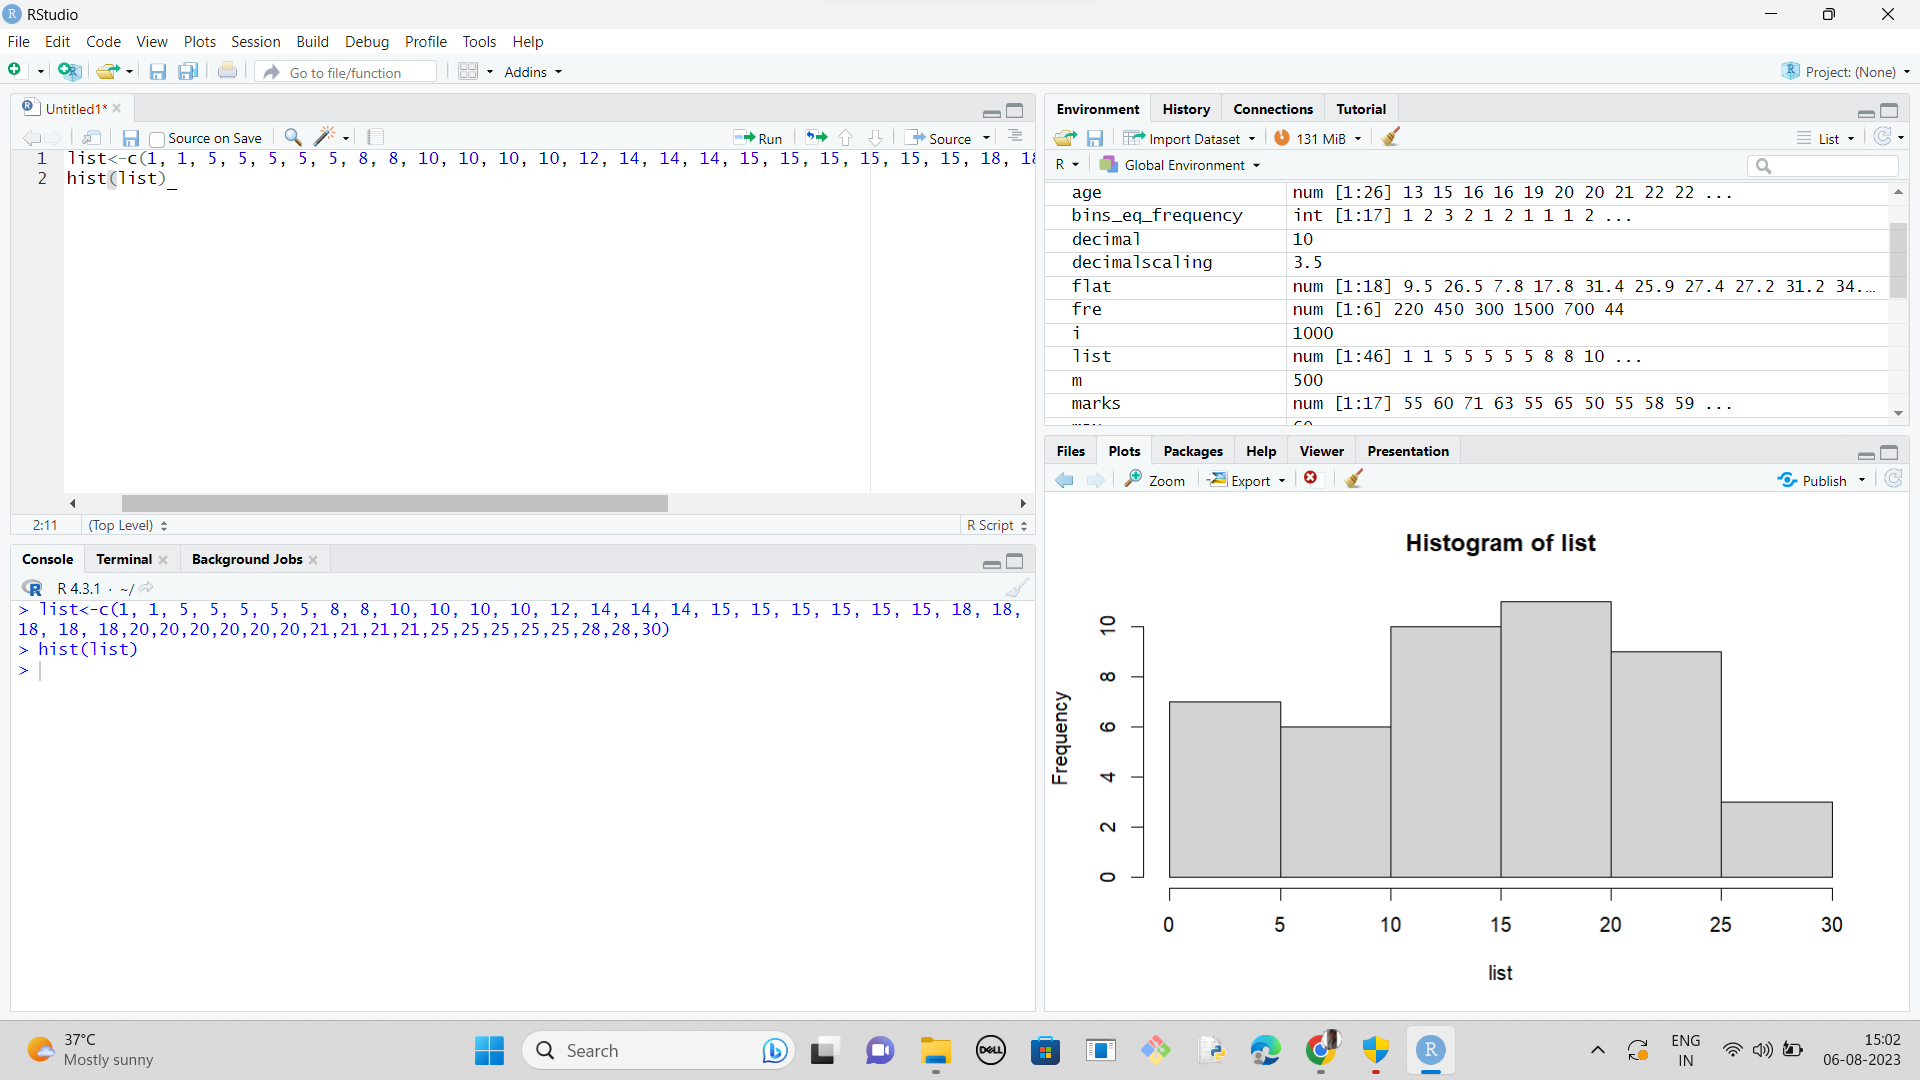 RStudio
File Edit Code View Plots Session Build Debug Profile Tools Help
Go to file/function Addins Project: (None)
Untitled1*
Source on Save Run Source
1 list<-c(1, 1, 5, 5, 5, 5, 5, 8, 8, 10, 10, 10, 10, 12, 14, 14, 14, 15, 15, 15, 15, 15, 15, 18, 18
2 hist(list)_
2:11 (Top Level) R Script
Console Terminal Background Jobs
R 4.3.1 · ~/
> list<-c(1, 1, 5, 5, 5, 5, 5, 8, 8, 10, 10, 10, 10, 12, 14, 14, 14, 15, 15, 15, 15, 15, 15, 18, 18,
18, 18, 18,20,20,20,20,20,20,21,21,21,21,25,25,25,25,25,28,28,30)
> hist(list)
>
Environment History Connections Tutorial
Import Dataset 131 MiB List
R Global Environment
age num [1:26] 13 15 16 16 19 20 20 21 22 22 ...
bins_eq_frequency int [1:17] 1 2 3 2 1 2 1 1 1 2 ...
decimal 10
decimalscaling 3.5
flat num [1:18] 9.5 26.5 7.8 17.8 31.4 25.9 27.4 27.2 31.2 34.…
fre num [1:6] 220 450 300 1500 700 44
i 1000
list num [1:46] 1 1 5 5 5 5 5 8 8 10 ...
m 500
marks num [1:17] 55 60 71 63 55 65 50 55 58 59 ...
Files Plots Packages Help Viewer Presentation
Zoom Export Publish
Histogram of list
Frequency
10
8
6
4
2
0
0 5 10 15 20 25 30
list
37°C
Mostly sunny
Search
DELL
R
ENG
IN
15:02
06-08-2023